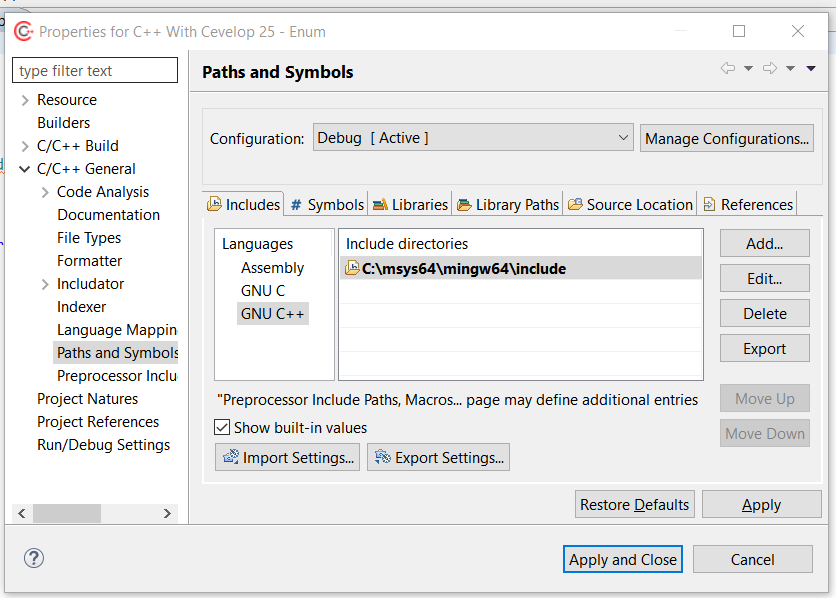 Properties for C++ With Cevelop 25 - Enum
type filter text
Resource
Builders
C/C++ Build
C/C++ General
Code Analysis
Documentation
File Types
Formatter
Includator
Indexer
Language Mappin
Paths and Symbols
Preprocessor Inclu
Project Natures
Project References
Run/Debug Settings
Paths and Symbols
Configuration: Debug [ Active ] Manage Configurations...
Includes # Symbols Libraries Library Paths Source Location References
Languages
Assembly
GNU C
GNU C++
Include directories
C:\msys64\mingw64\include
Add...
Edit...
Delete
Export
Move Up
Move Down
"Preprocessor Include Paths, Macros... page may define additional entries
Show built-in values
Import Settings... Export Settings...
Restore Defaults Apply
? Apply and Close Cancel